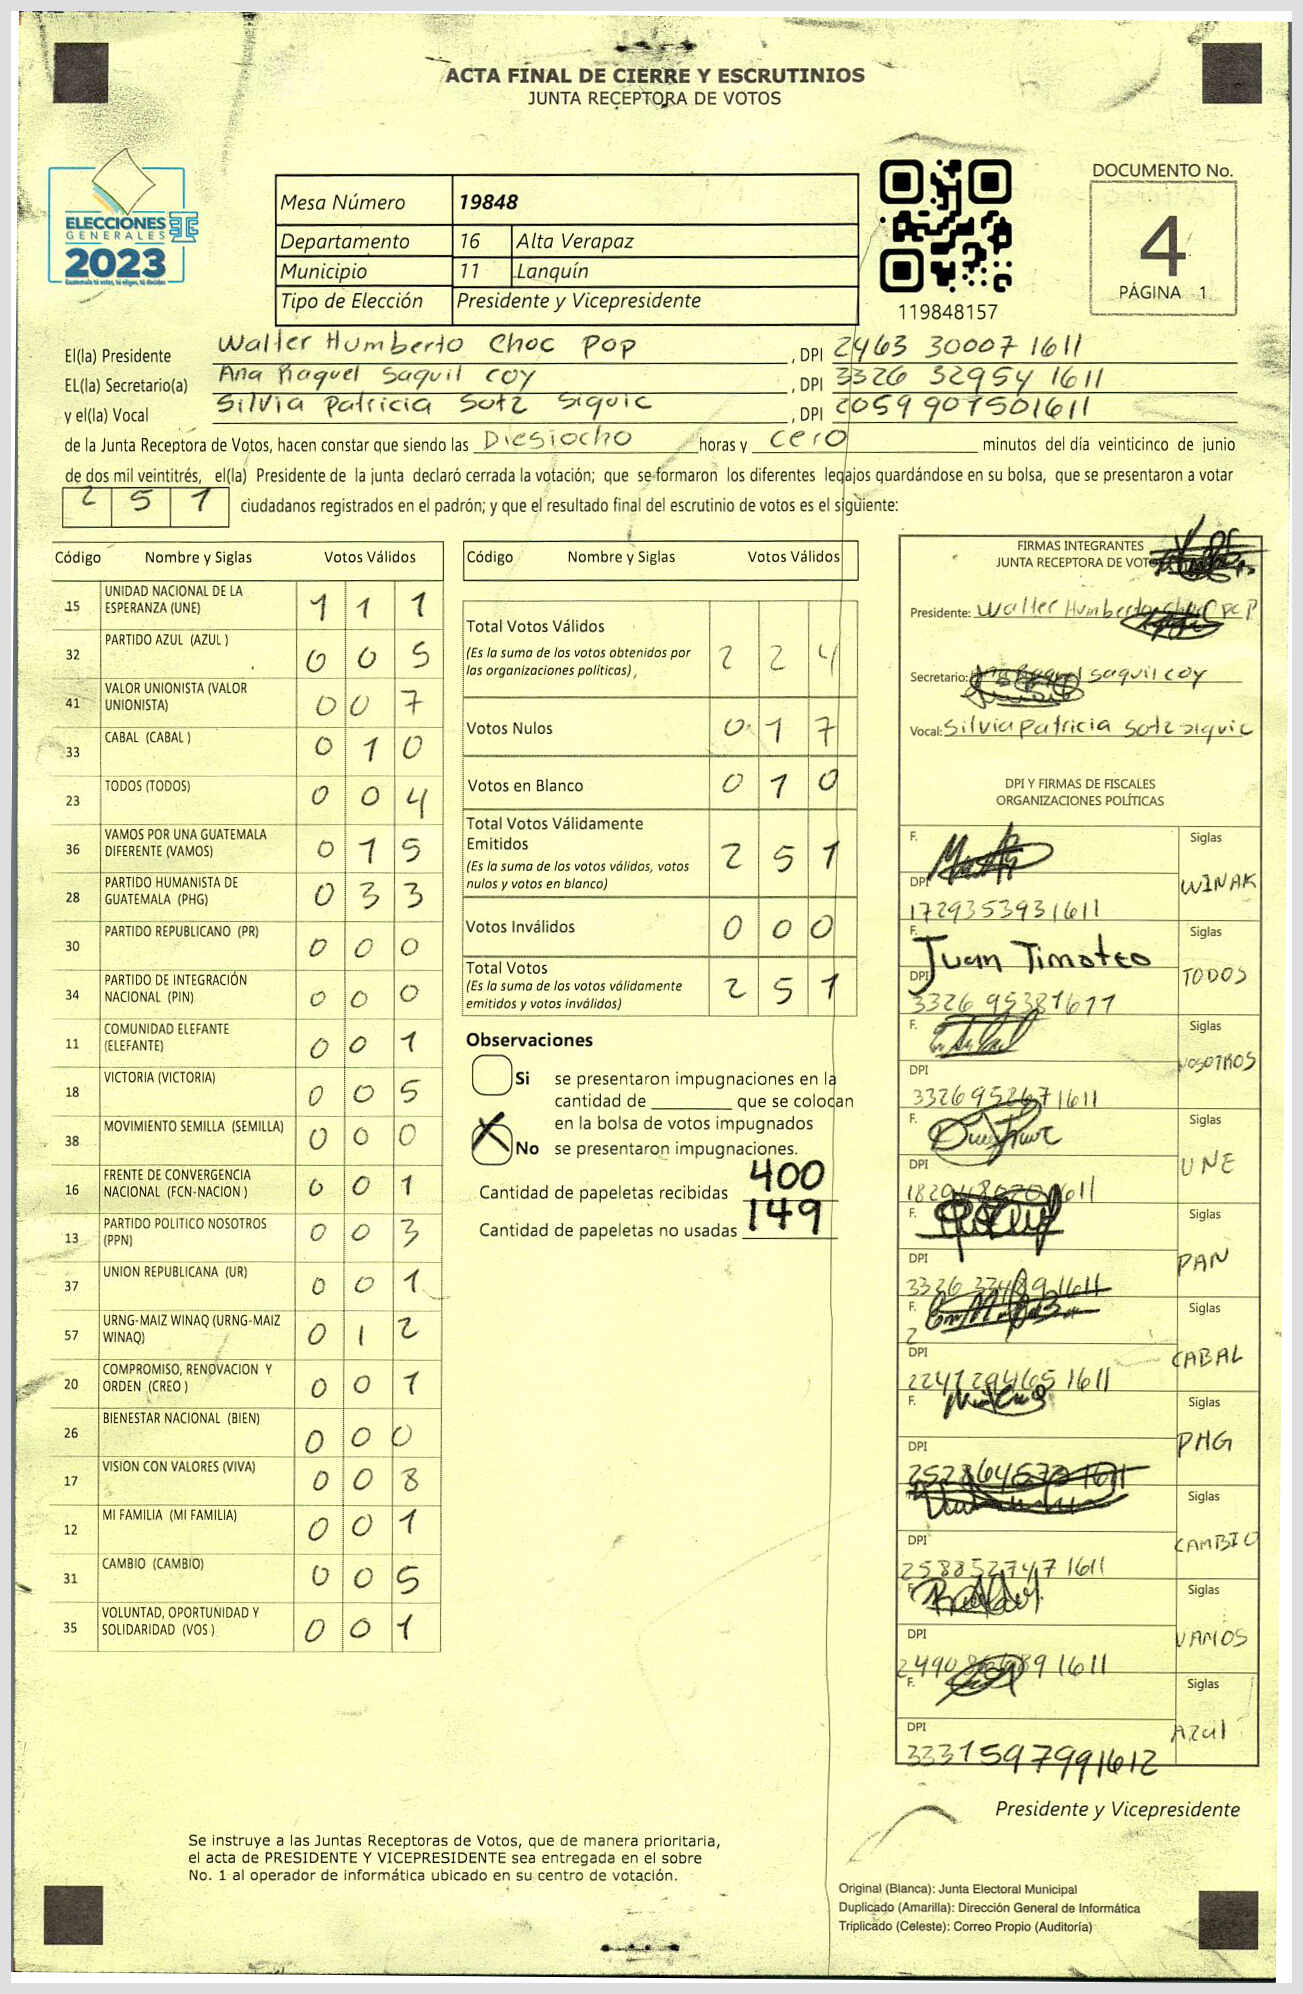 ACTA FINAL DE CIERRE Y ESCRUTINIOS
JUNTA RECEPTORA DE VOTOS
ELECCIONES
GENERALES
2023
Guatemala tú votas, tú eliges, tú decides
Mesa Número 19848
Departamento 16 Alta Verapaz
Municipio 11 Lanquín
Tipo de Elección Presidente y Vicepresidente
119848157
DOCUMENTO No.
4
PÁGINA 1
El(la) Presidente Walter Humberto Choc Pop , DPI 2463 30007 1611
EL(la) Secretario(a) Ana Raquel Saquil Coy , DPI 3326 32954 1611
y el(la) Vocal Silvia Patricia Sotz Siquic , DPI 2059 90750 1611
de la Junta Receptora de Votos, hacen constar que siendo las Diesiocho horas y cero minutos del día veinticinco de junio
de dos mil veintitrés, el(la) Presidente de la junta declaró cerrada la votación; que se formaron los diferentes legajos guardándose en su bolsa, que se presentaron a votar
2 5 1 ciudadanos registrados en el padrón; y que el resultado final del escrutinio de votos es el siguiente:
Código Nombre y Siglas Votos Válidos
15 UNIDAD NACIONAL DE LA ESPERANZA (UNE) 1 1 1
32 PARTIDO AZUL (AZUL ) 0 0 5
41 VALOR UNIONISTA (VALOR UNIONISTA) 0 0 7
33 CABAL (CABAL ) 0 1 0
23 TODOS (TODOS) 0 0 4
36 VAMOS POR UNA GUATEMALA DIFERENTE (VAMOS) 0 1 5
28 PARTIDO HUMANISTA DE GUATEMALA (PHG) 0 3 3
30 PARTIDO REPUBLICANO (PR) 0 0 0
34 PARTIDO DE INTEGRACIÓN NACIONAL (PIN) 0 0 0
11 COMUNIDAD ELEFANTE (ELEFANTE) 0 0 1
18 VICTORIA (VICTORIA) 0 0 5
38 MOVIMIENTO SEMILLA (SEMILLA) 0 0 0
16 FRENTE DE CONVERGENCIA NACIONAL (FCN-NACION ) 0 0 1
13 PARTIDO POLITICO NOSOTROS (PPN) 0 0 3
37 UNION REPUBLICANA (UR) 0 0 1
57 URNG-MAIZ WINAQ (URNG-MAIZ WINAQ) 0 1 2
20 COMPROMISO, RENOVACION Y ORDEN (CREO ) 0 0 1
26 BIENESTAR NACIONAL (BIEN) 0 0 0
17 VISION CON VALORES (VIVA) 0 0 8
12 MI FAMILIA (MI FAMILIA) 0 0 1
31 CAMBIO (CAMBIO) 0 0 5
35 VOLUNTAD, OPORTUNIDAD Y SOLIDARIDAD (VOS ) 0 0 1
Código Nombre y Siglas Votos Válidos
Total Votos Válidos 2 2 4
(Es la suma de los votos obtenidos por
las organizaciones políticas)
Votos Nulos 0 1 7
Votos en Blanco 0 1 0
Total Votos Válidamente
Emitidos 2 5 1
(Es la suma de los votos válidos, votos
nulos y votos en blanco)
Votos Inválidos 0 0 0
Total Votos 2 5 1
(Es la suma de los votos válidamente
emitidos y votos inválidos)
Observaciones
Si se presentaron impugnaciones en la
cantidad de ________ que se colocan
en la bolsa de votos impugnados
X No se presentaron impugnaciones.
Cantidad de papeletas recibidas 400
Cantidad de papeletas no usadas 149
FIRMAS INTEGRANTES
JUNTA RECEPTORA DE VOTOS
Presidente: Walter Humberto Choc Pop
Secretario: Ana Raquel Saquil Coy
Vocal: Silvia Patricia Sotz Siquic
DPI Y FIRMAS DE FISCALES
ORGANIZACIONES POLÍTICAS
F. Siglas
DPI WINAK
1729353931611
F. Juan Timoteo Siglas
DPI TODOS
3326 95381611
F. Siglas
DPI NOSOTROS
3326952671611
F. Siglas
DPI UNE
F. Siglas
DPI PAN
F. Siglas
DPI CABAL
2247294651611
F. Siglas
DPI PHG
Siglas
DPI CAMBIO
2588527471611
F. Siglas
DPI VAMOS
F. Siglas
DPI Azul
3331597991612
Presidente y Vicepresidente
Se instruye a las Juntas Receptoras de Votos, que de manera prioritaria,
el acta de PRESIDENTE Y VICEPRESIDENTE sea entregada en el sobre
No. 1 al operador de informática ubicado en su centro de votación.
Original (Blanca): Junta Electoral Municipal
Duplicado (Amarilla): Dirección General de Informática
Triplicado (Celeste): Correo Propio (Auditoría)